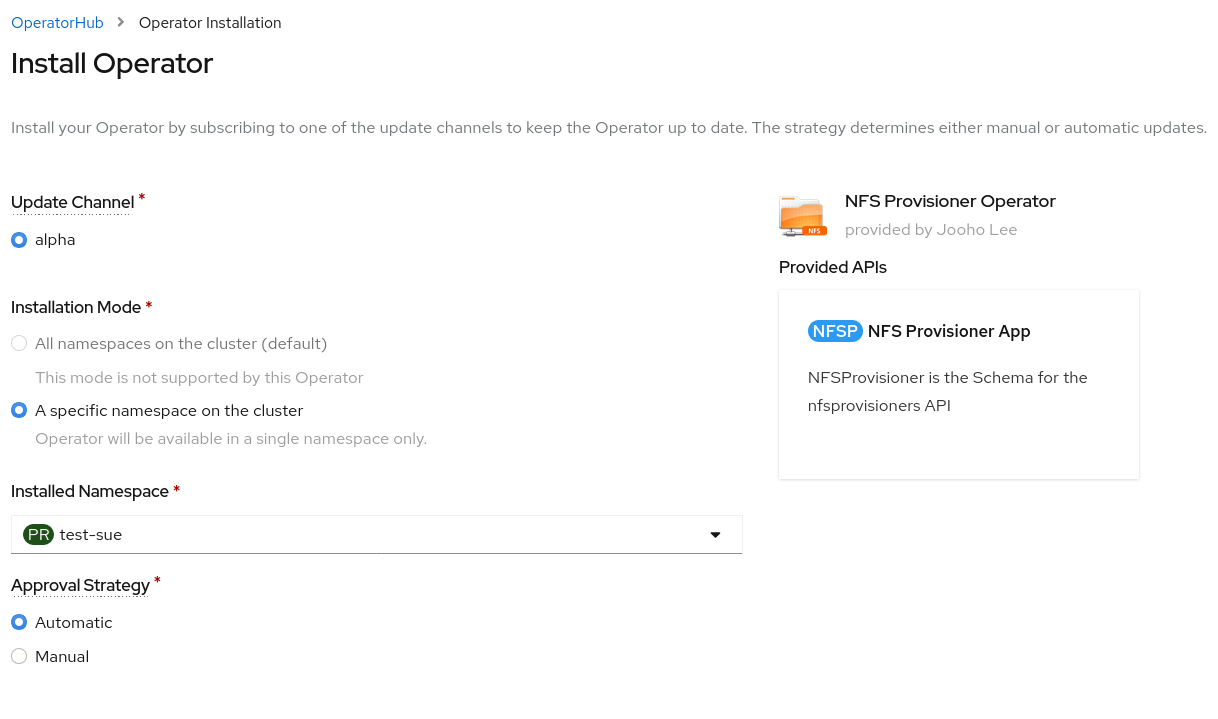 OperatorHub > Operator Installation
Install Operator
Install your Operator by subscribing to one of the update channels to keep the Operator up to date. The strategy determines either manual or automatic updates.
Update Channel *
alpha
Installation Mode *
All namespaces on the cluster (default)
This mode is not supported by this Operator
A specific namespace on the cluster
Operator will be available in a single namespace only.
Installed Namespace *
PR test-sue
Approval Strategy *
Automatic
Manual
NFS
NFS Provisioner Operator
provided by Jooho Lee
Provided APIs
NFSP NFS Provisioner App
NFSProvisioner is the Schema for the
nfsprovisioners API